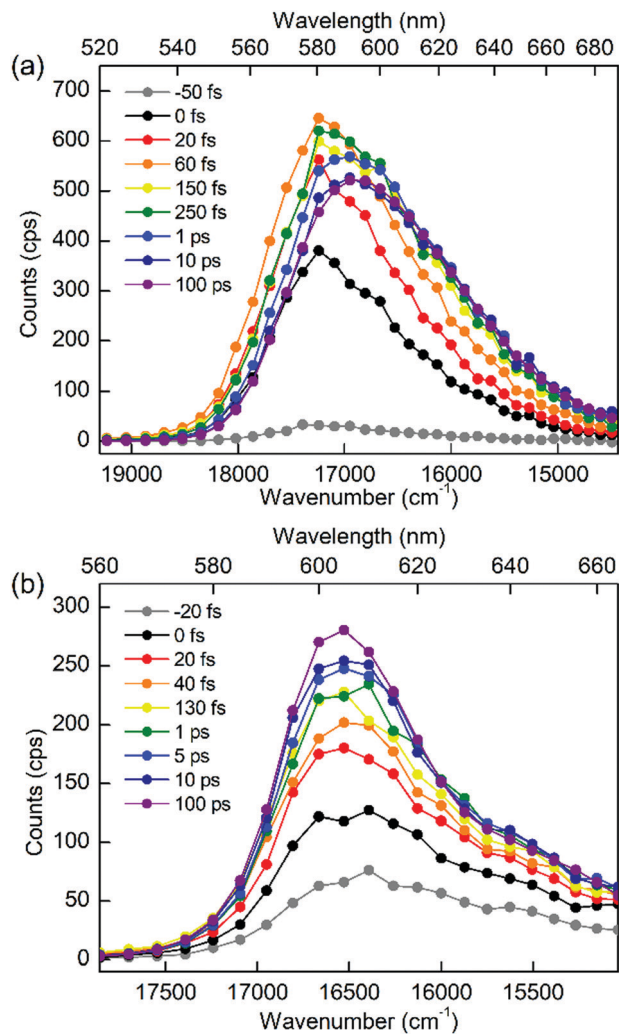 Wavelength (nm)
520 540 560 580 600 620 640 660 680
(a)
700
600
500
400
300
200
100
0
Counts (cps)
-50 fs
0 fs
20 fs
60 fs
150 fs
250 fs
1 ps
10 ps
100 ps
19000 18000 17000 16000 15000
Wavenumber (cm⁻¹)
Wavelength (nm)
560 580 600 620 640 660
(b)
300
250
200
150
100
50
0
Counts (cps)
-20 fs
0 fs
20 fs
40 fs
130 fs
1 ps
5 ps
10 ps
100 ps
17500 17000 16500 16000 15500
Wavenumber (cm⁻¹)